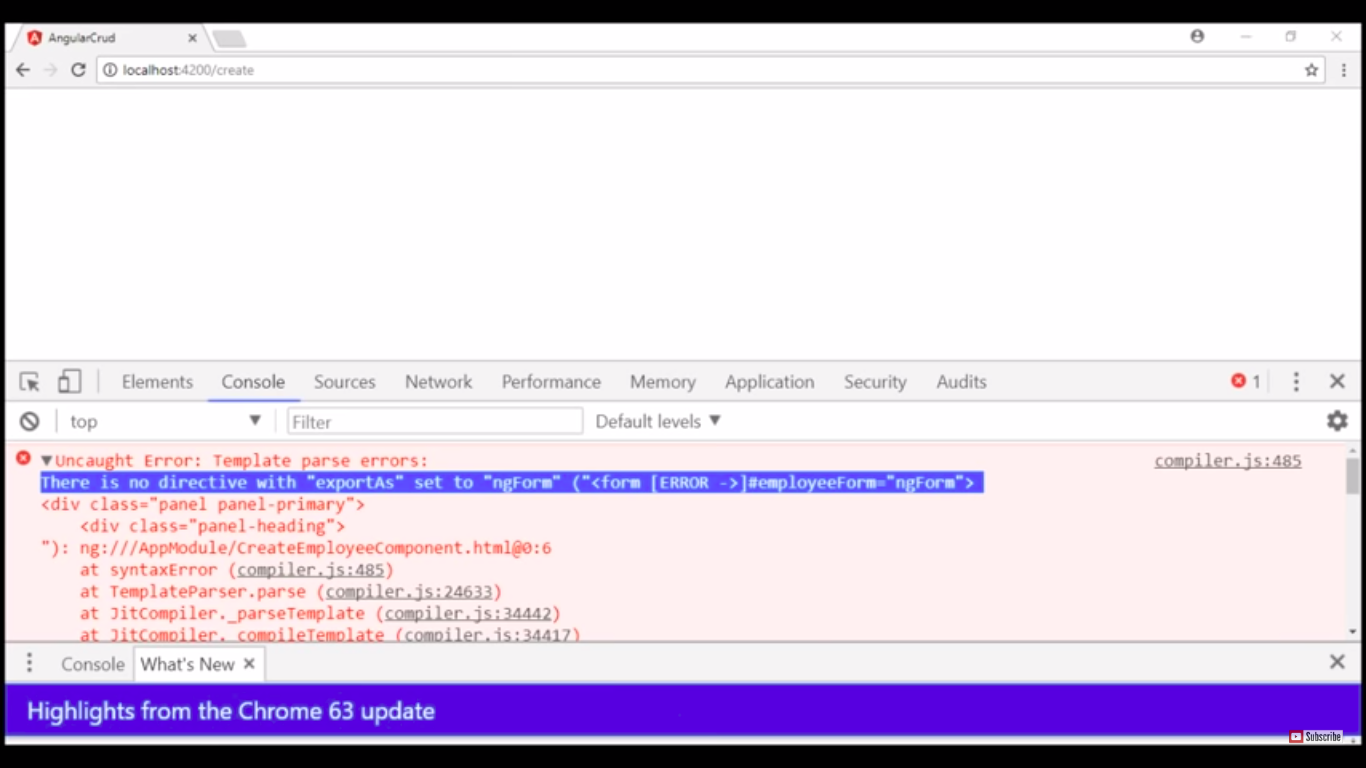 AngularCrud
localhost:4200/create
Elements Console Sources Network Performance Memory Application Security Audits 1
top Filter Default levels
Uncaught Error: Template parse errors: compiler.js:485
There is no directive with "exportAs" set to "ngForm" ("<form [ERROR ->]#employeeForm="ngForm">
<div class="panel panel-primary">
<div class="panel-heading">
"): ng:///AppModule/CreateEmployeeComponent.html@0:6
at syntaxError (compiler.js:485)
at TemplateParser.parse (compiler.js:24633)
at JitCompiler._parseTemplate (compiler.js:34442)
at JitCompiler._compileTemplate (compiler.js:34417)
Console What's New
Highlights from the Chrome 63 update
Subscribe